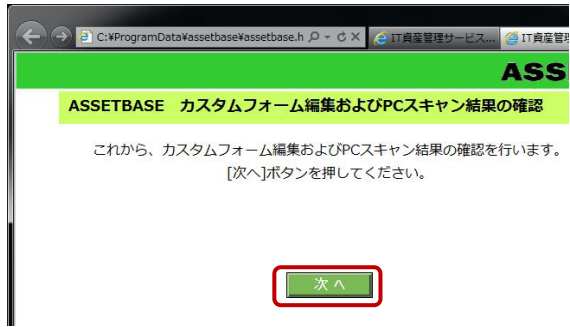 C:¥ProgramData¥assetbase¥assetbase.h
IT資産管理サービス...
IT資産管理
ASS
ASSETBASE カスタムフォーム編集およびPCスキャン結果の確認
これから、カスタムフォーム編集およびPCスキャン結果の確認を行います。
[次へ]ボタンを押してください。
次 へ